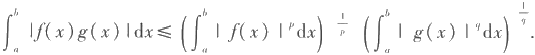 ∫_a^b |f(x)g(x)|dx ≤ (∫_a^b | f(x) |^p dx)^{1/p} (∫_a^b | g(x) |^q dx)^{1/q}.